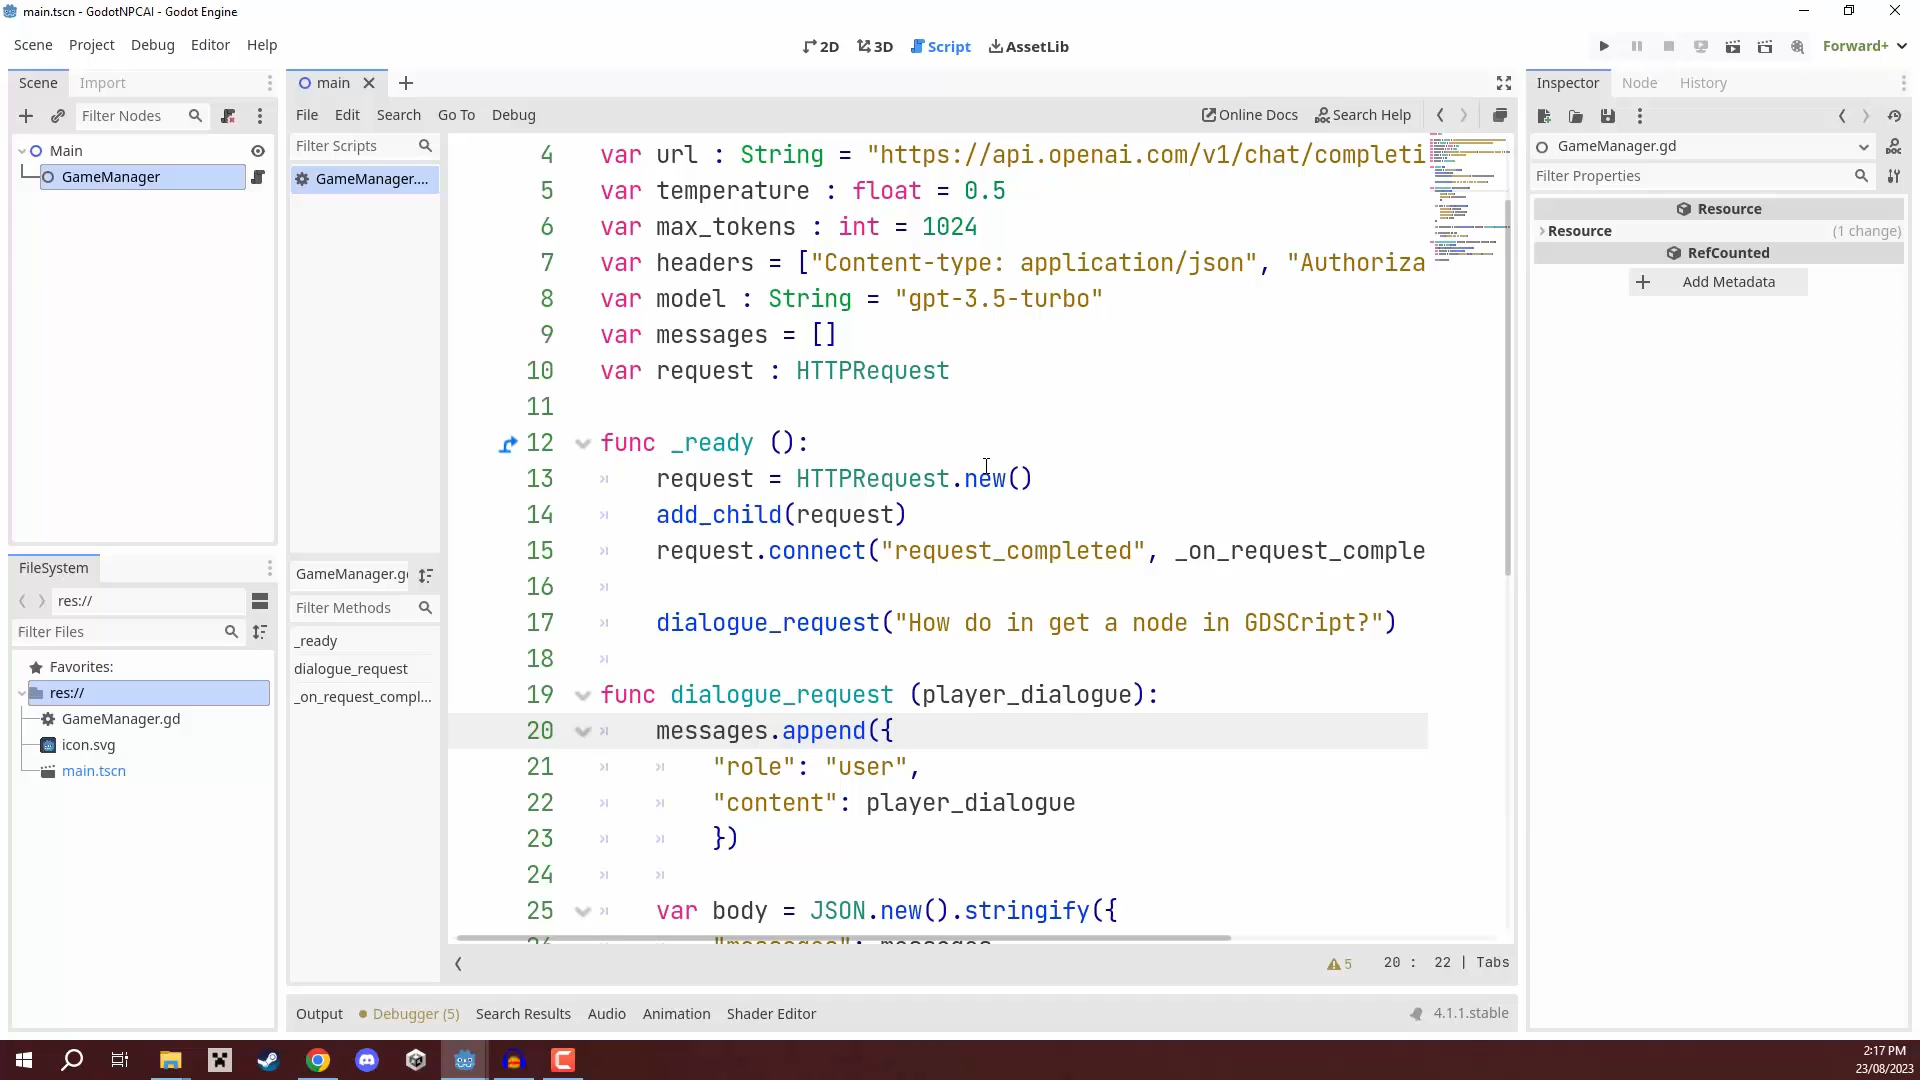 main.tscn - GodotNPCAI - Godot Engine
Scene Project Debug Editor Help
2D 3D Script AssetLib
Forward+
Scene Import
main
Inspector Node History
Filter Nodes
File Edit Search Go To Debug
Online Docs Search Help
Filter Scripts
GameManager.gd
Main
GameManager
GameManager....
Filter Properties
Resource
Resource (1 change)
RefCounted
Add Metadata
4 var url : String = "https://api.openai.com/v1/chat/completi
5 var temperature : float = 0.5
6 var max_tokens : int = 1024
7 var headers = ["Content-type: application/json", "Authoriza
8 var model : String = "gpt-3.5-turbo"
9 var messages = []
10 var request : HTTPRequest
11
12 func _ready ():
13 request = HTTPRequest.new()
14 add_child(request)
15 request.connect("request_completed", _on_request_comple
16
17 dialogue_request("How do in get a node in GDSCript?")
18
19 func dialogue_request (player_dialogue):
20 messages.append({
21 "role": "user",
22 "content": player_dialogue
23 })
24
25 var body = JSON.new().stringify({
26 "messages": messages
FileSystem
res://
Filter Files
Favorites:
res://
GameManager.gd
icon.svg
main.tscn
GameManager.g
Filter Methods
_ready
dialogue_request
_on_request_compl...
5 20 : 22 | Tabs
Output Debugger (5) Search Results Audio Animation Shader Editor
4.1.1.stable
2:17 PM
23/08/2023